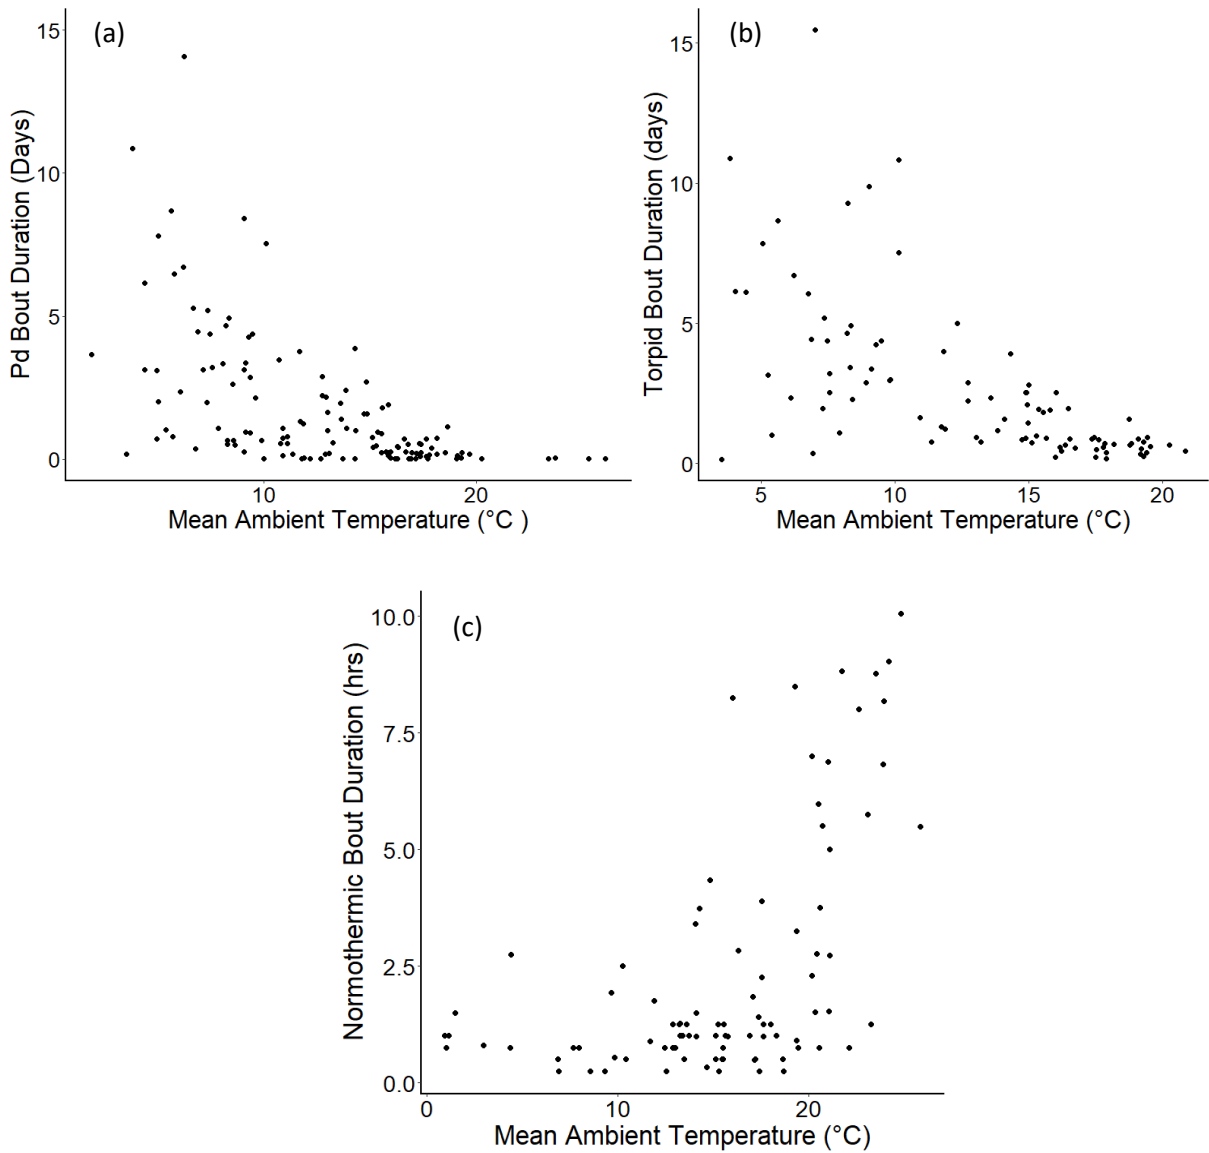 (a)
15
10
5
0
Pd Bout Duration (Days)
10
20
Mean Ambient Temperature (°C )
(b)
15
10
5
0
Torpid Bout Duration (days)
5
10
15
20
Mean Ambient Temperature (°C)
(c)
10.0
7.5
5.0
2.5
0.0
Normothermic Bout Duration (hrs)
0
10
20
Mean Ambient Temperature (°C)